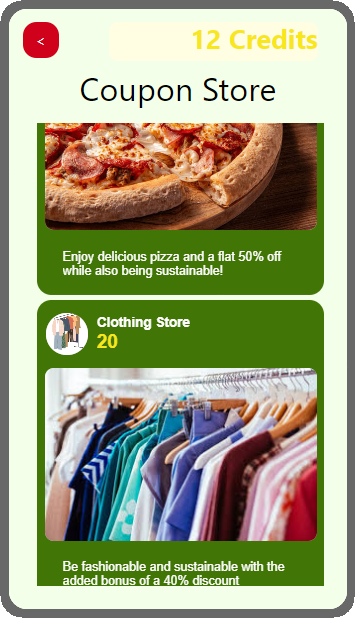 <
12 Credits
Coupon Store
Enjoy delicious pizza and a flat 50% off
while also being sustainable!
Clothing Store
20
Be fashionable and sustainable with the
added bonus of a 40% discount